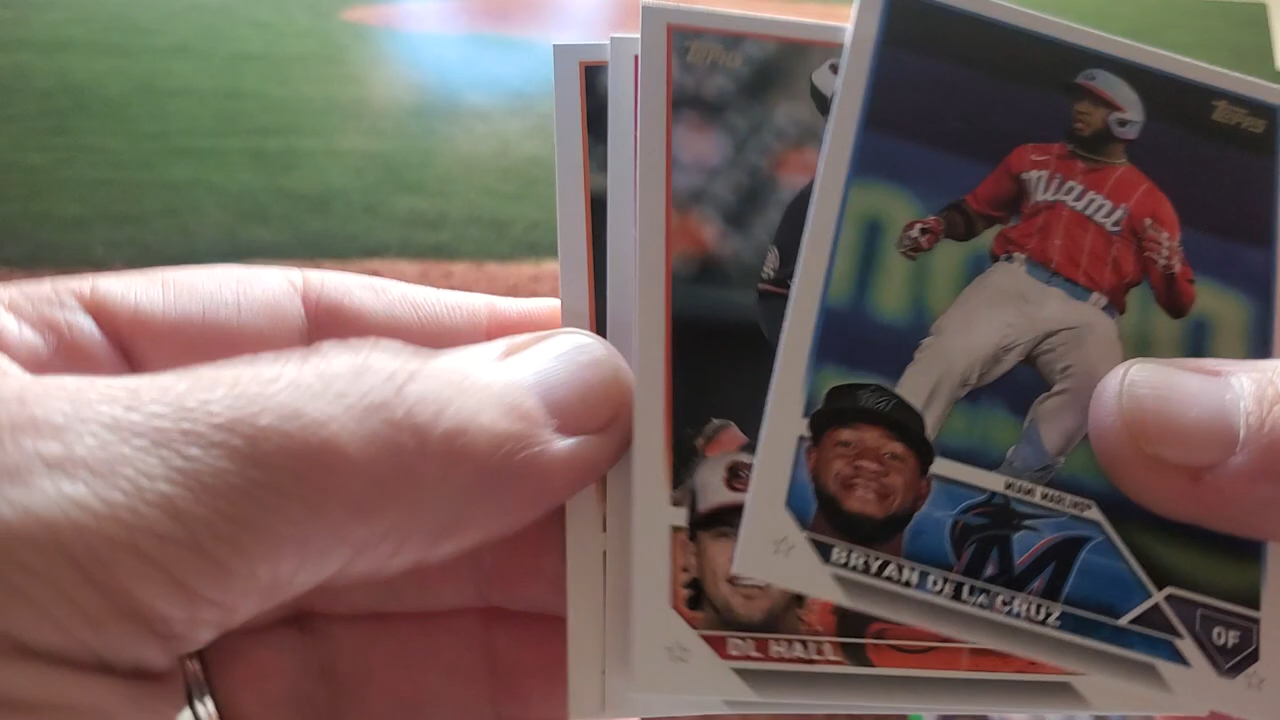 TOPPS
TOPPS
Miami
MIAMI MARLINS
BRYAN DE LA CRUZ
OF
DL HALL